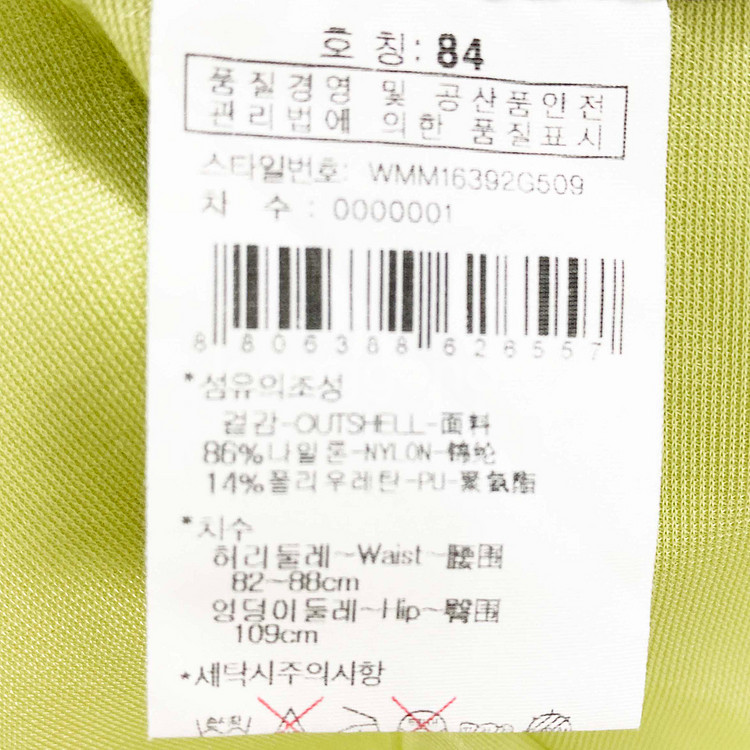 호 칭: 84
품질경영 및 공산품안전
관리법에 의한 품질표시
스타일번호: WMM16392G509
차 수: 0000001
8 806388 626557
*섬유의조성
겉감-OUTSHELL-面料
86%나일론-NYLON-锦纶
14%폴리우레탄-PU-聚氨酯
*치수
허리둘레-Waist-腰围
82~88cm
엉덩이둘레-Hip-臀围
109cm
*세탁시주의사항